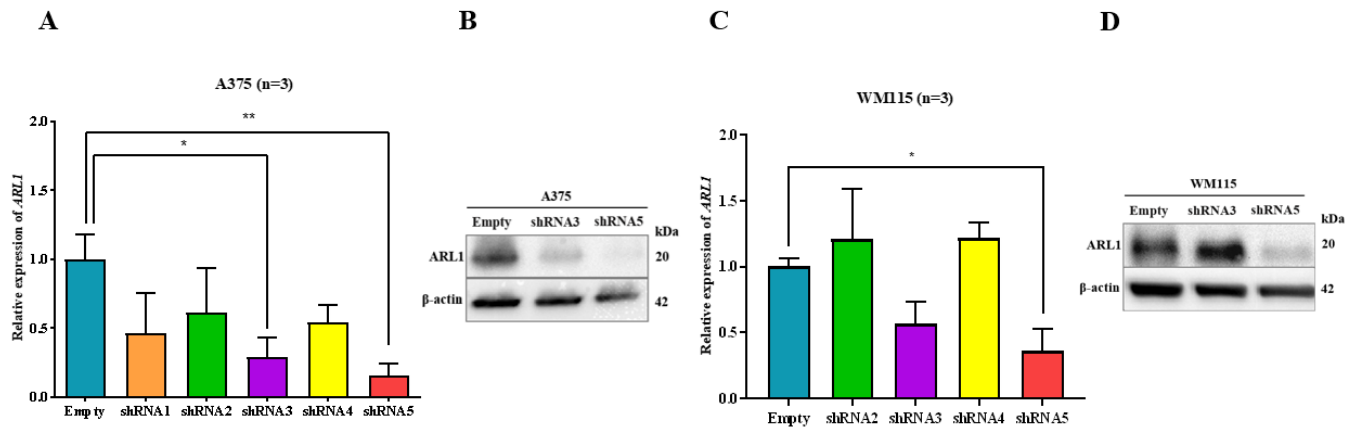 A
B
C
D
A375 (n=3)
Relative expression of ARL1
2.0
1.5
1.0
0.5
0.0
**
*
Empty shRNA1 shRNA2 shRNA3 shRNA4 shRNA5
A375
Empty shRNA3 shRNA5
kDa
ARL1 20
β-actin 42
WM115 (n=3)
Relative expression of ARL1
2.0
1.5
1.0
0.5
0.0
*
Empty shRNA2 shRNA3 shRNA4 shRNA5
WM115
Empty shRNA3 shRNA5
kDa
ARL1 20
β-actin 42